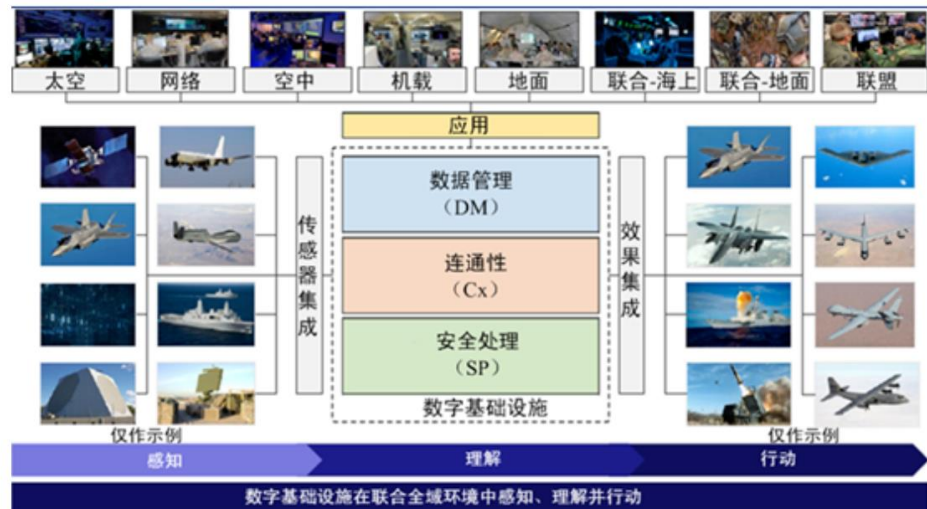 太空
网络
空中
机载
地面
联合-海上
联合-地面
联盟
应用
数据管理
（DM）
连通性
（Cx）
安全处理
（SP）
数字基础设施
传感器集成
效果集成
仅作示例
仅作示例
感知
理解
行动
数字基础设施在联合全域环境中感知、理解并行动